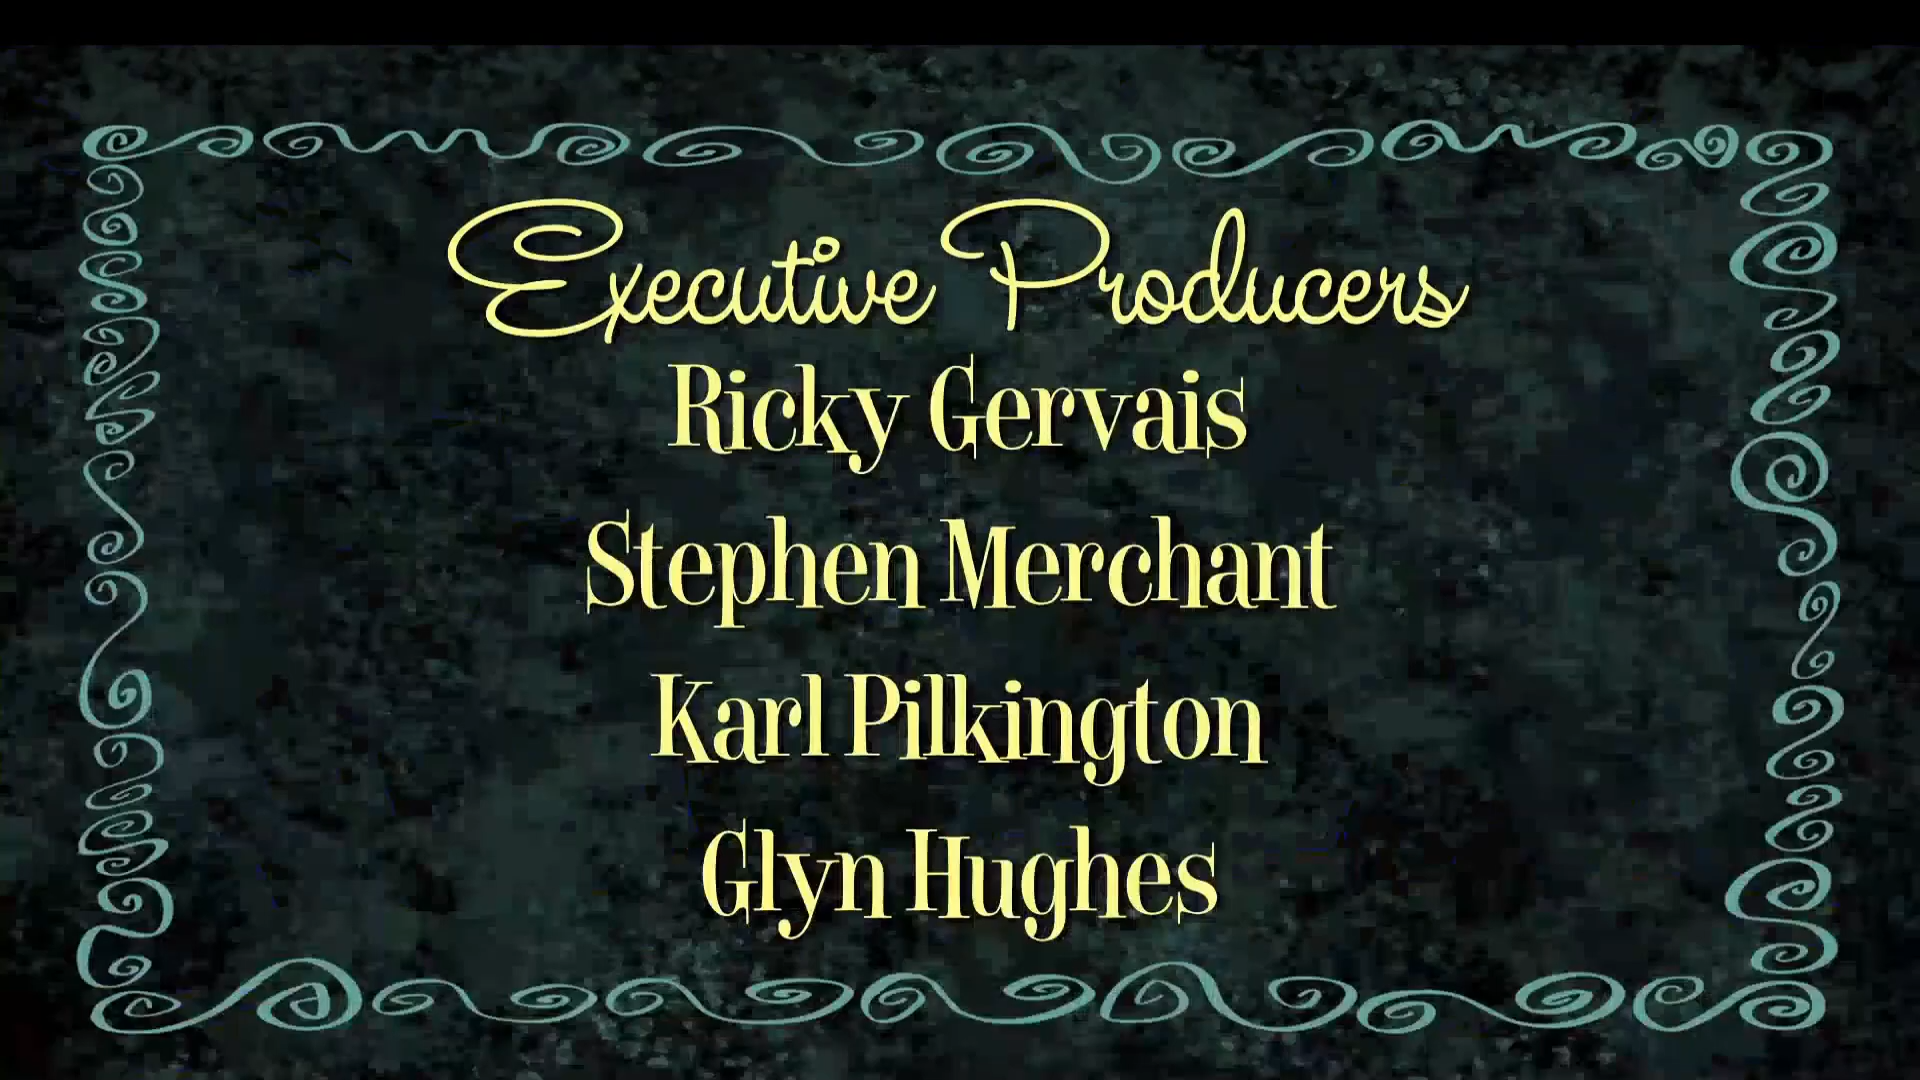 Executive Producers
Ricky Gervais
Stephen Merchant
Karl Pilkington
Glyn Hughes